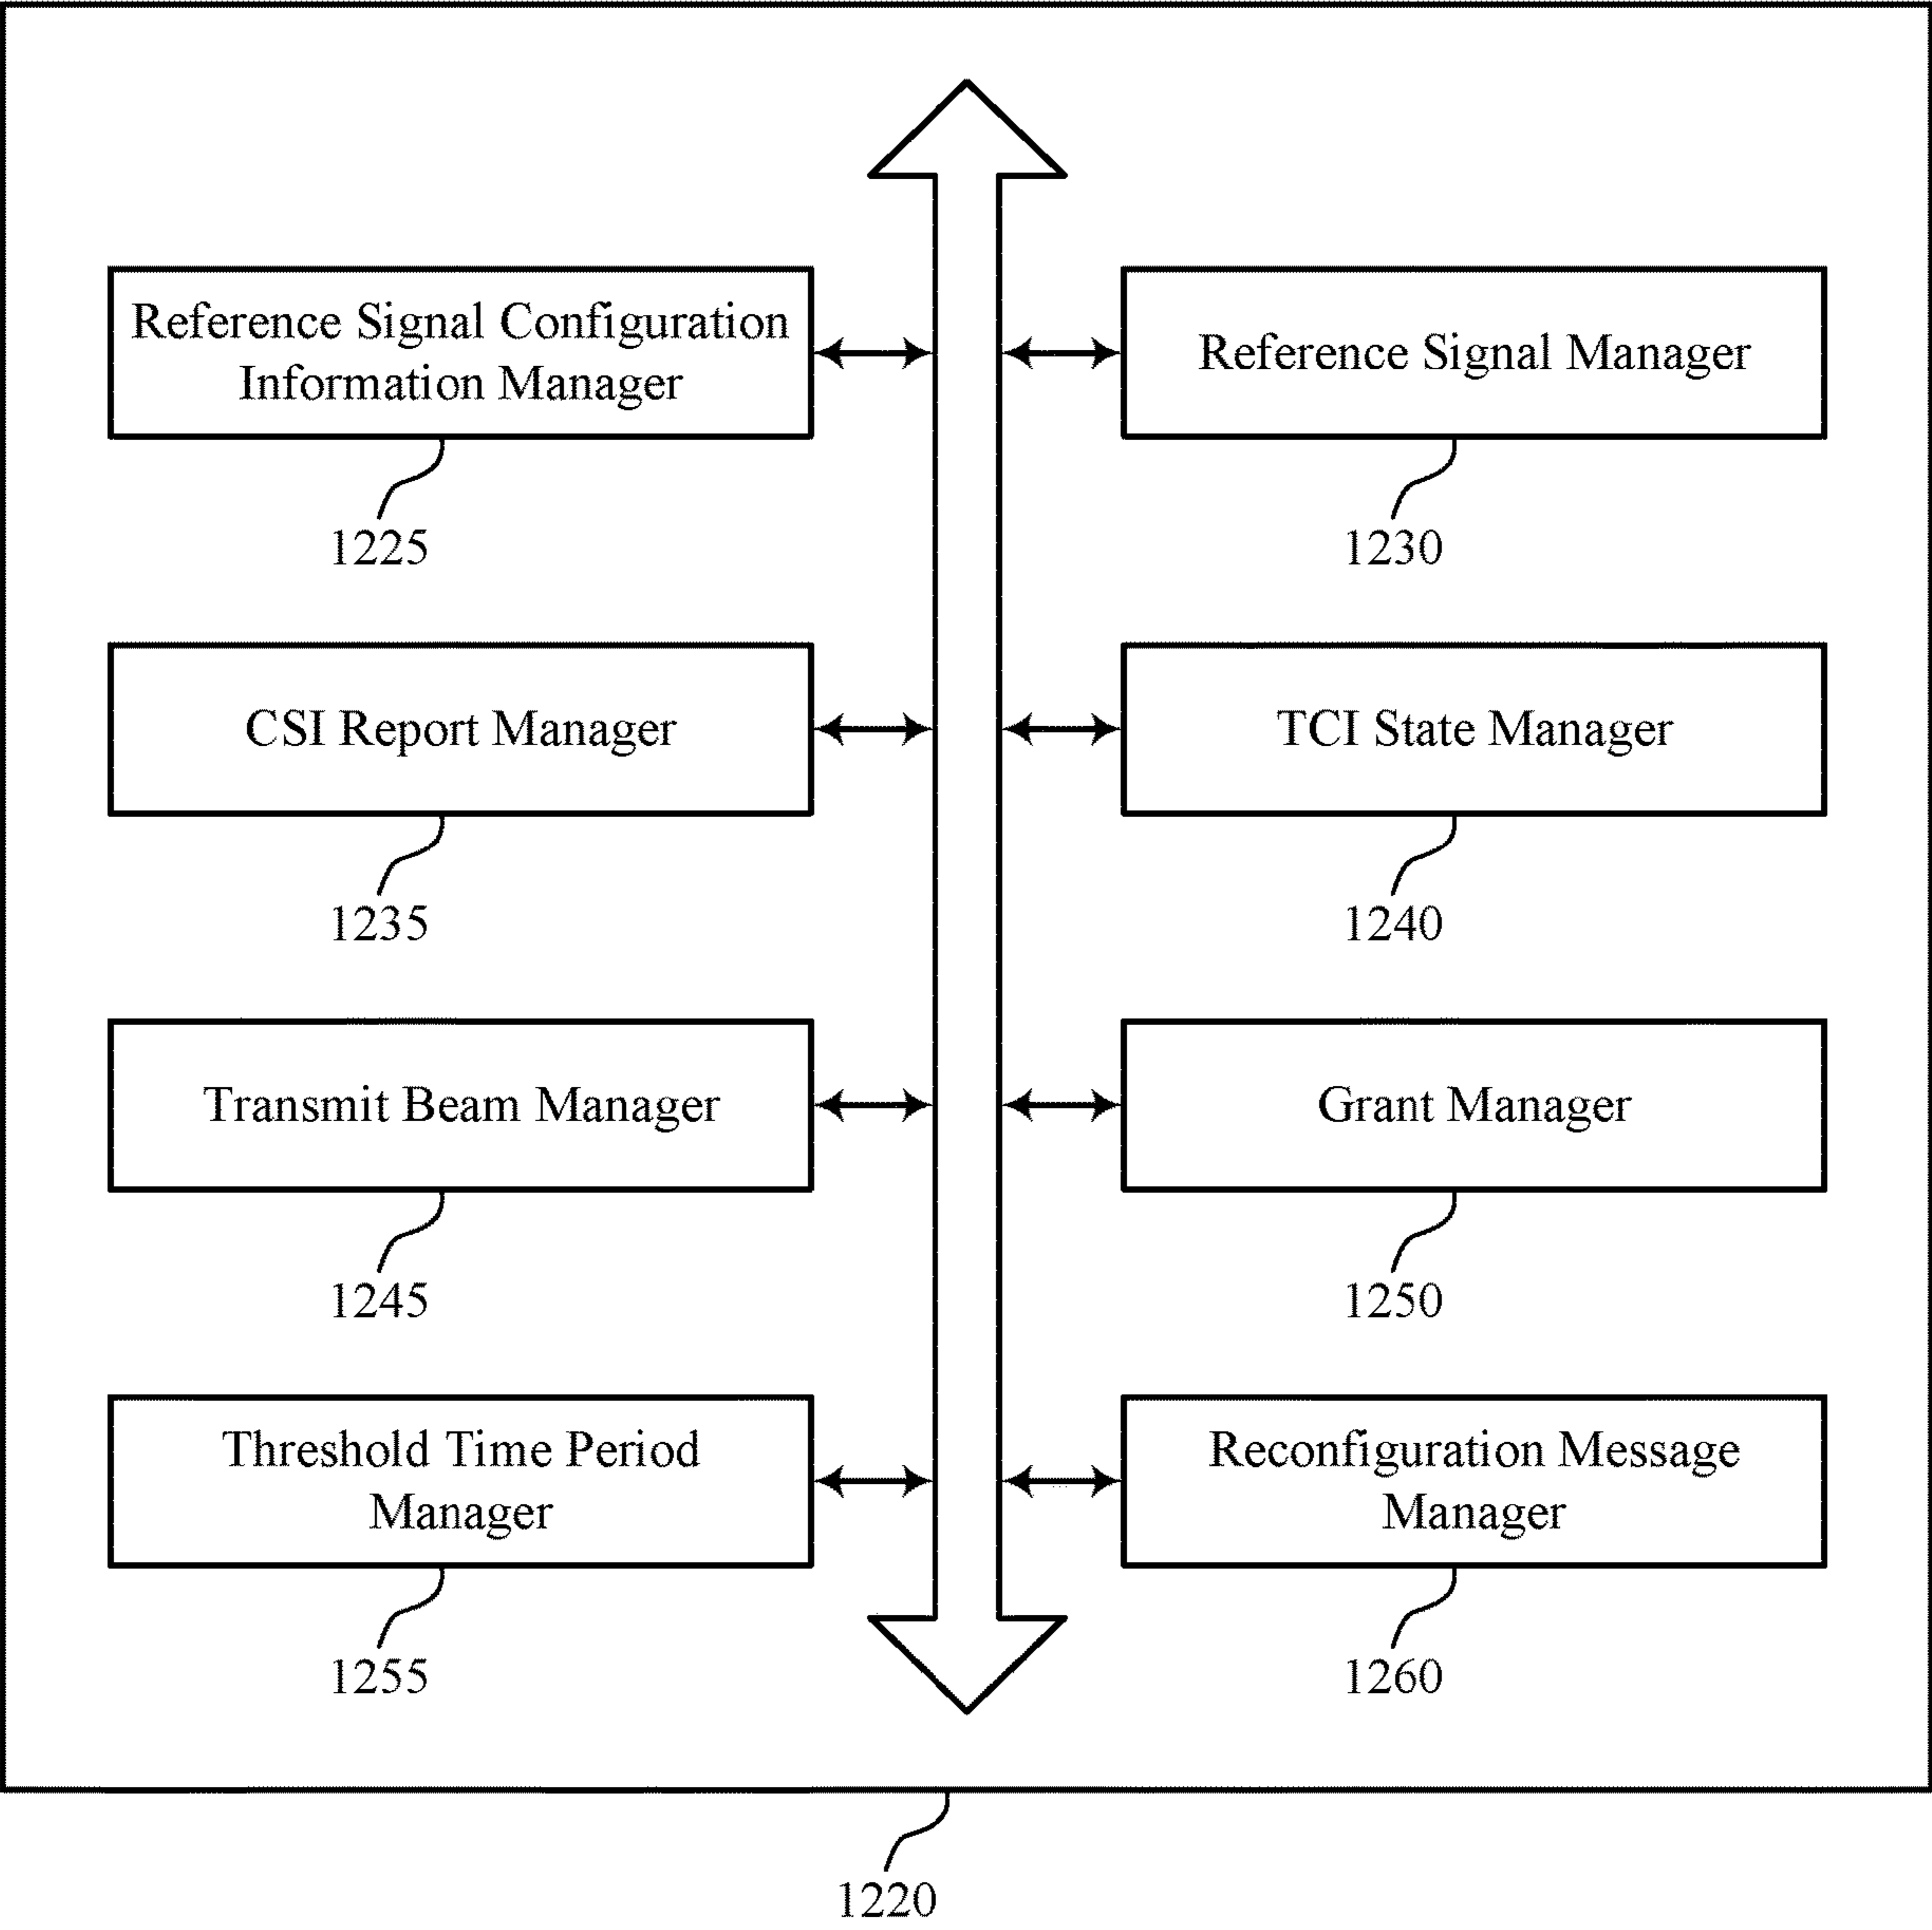 Reference Signal Configuration
Information Manager
1225
Reference Signal Manager
1230
CSI Report Manager
1235
TCI State Manager
1240
Transmit Beam Manager
1245
Grant Manager
1250
Threshold Time Period
Manager
1255
Reconfiguration Message
Manager
1260
1220